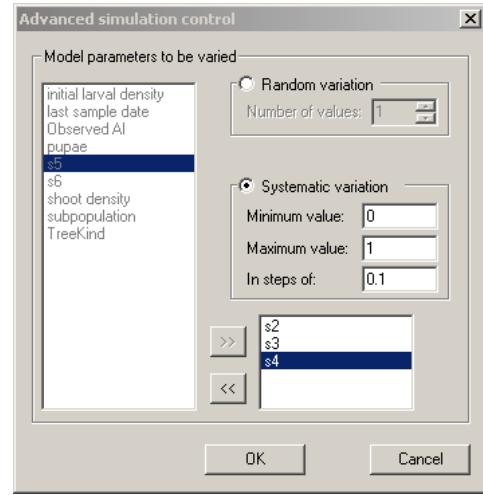 Advanced simulation control
Model parameters to be varied
initial larval density
last sample date
Observed AI
pupae
s5
s6
shoot density
subpopulation
TreeKind
Random variation
Number of values: 1
Systematic variation
Minimum value: 0
Maximum value: 1
In steps of: 0.1
>>
<<
s2
s3
s4
OK
Cancel